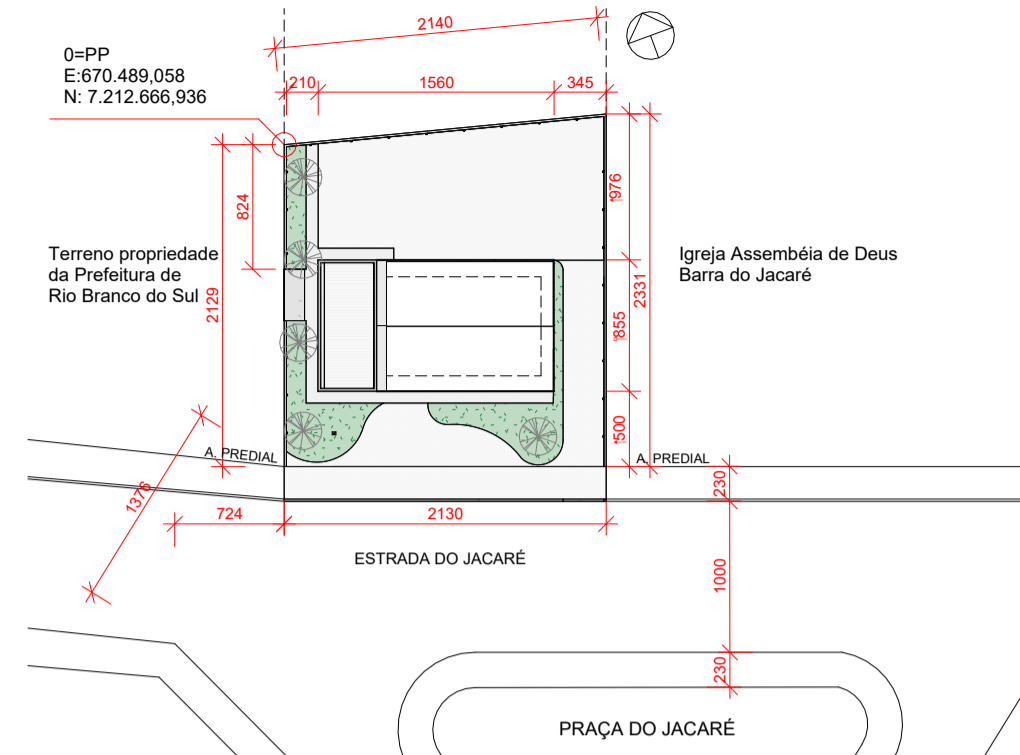 2140
0=PP
E:670.489,058
N: 7.212.666,936
210
1560
345
824
976
Terreno propriedade
da Prefeitura de
Rio Branco do Sul
2129
Igreja Assembéia de Deus
Barra do Jacaré
2331
855
500
A. PREDIAL
A. PREDIAL
1376
230
724
2130
ESTRADA DO JACARÉ
1000
230
PRAÇA DO JACARÉ